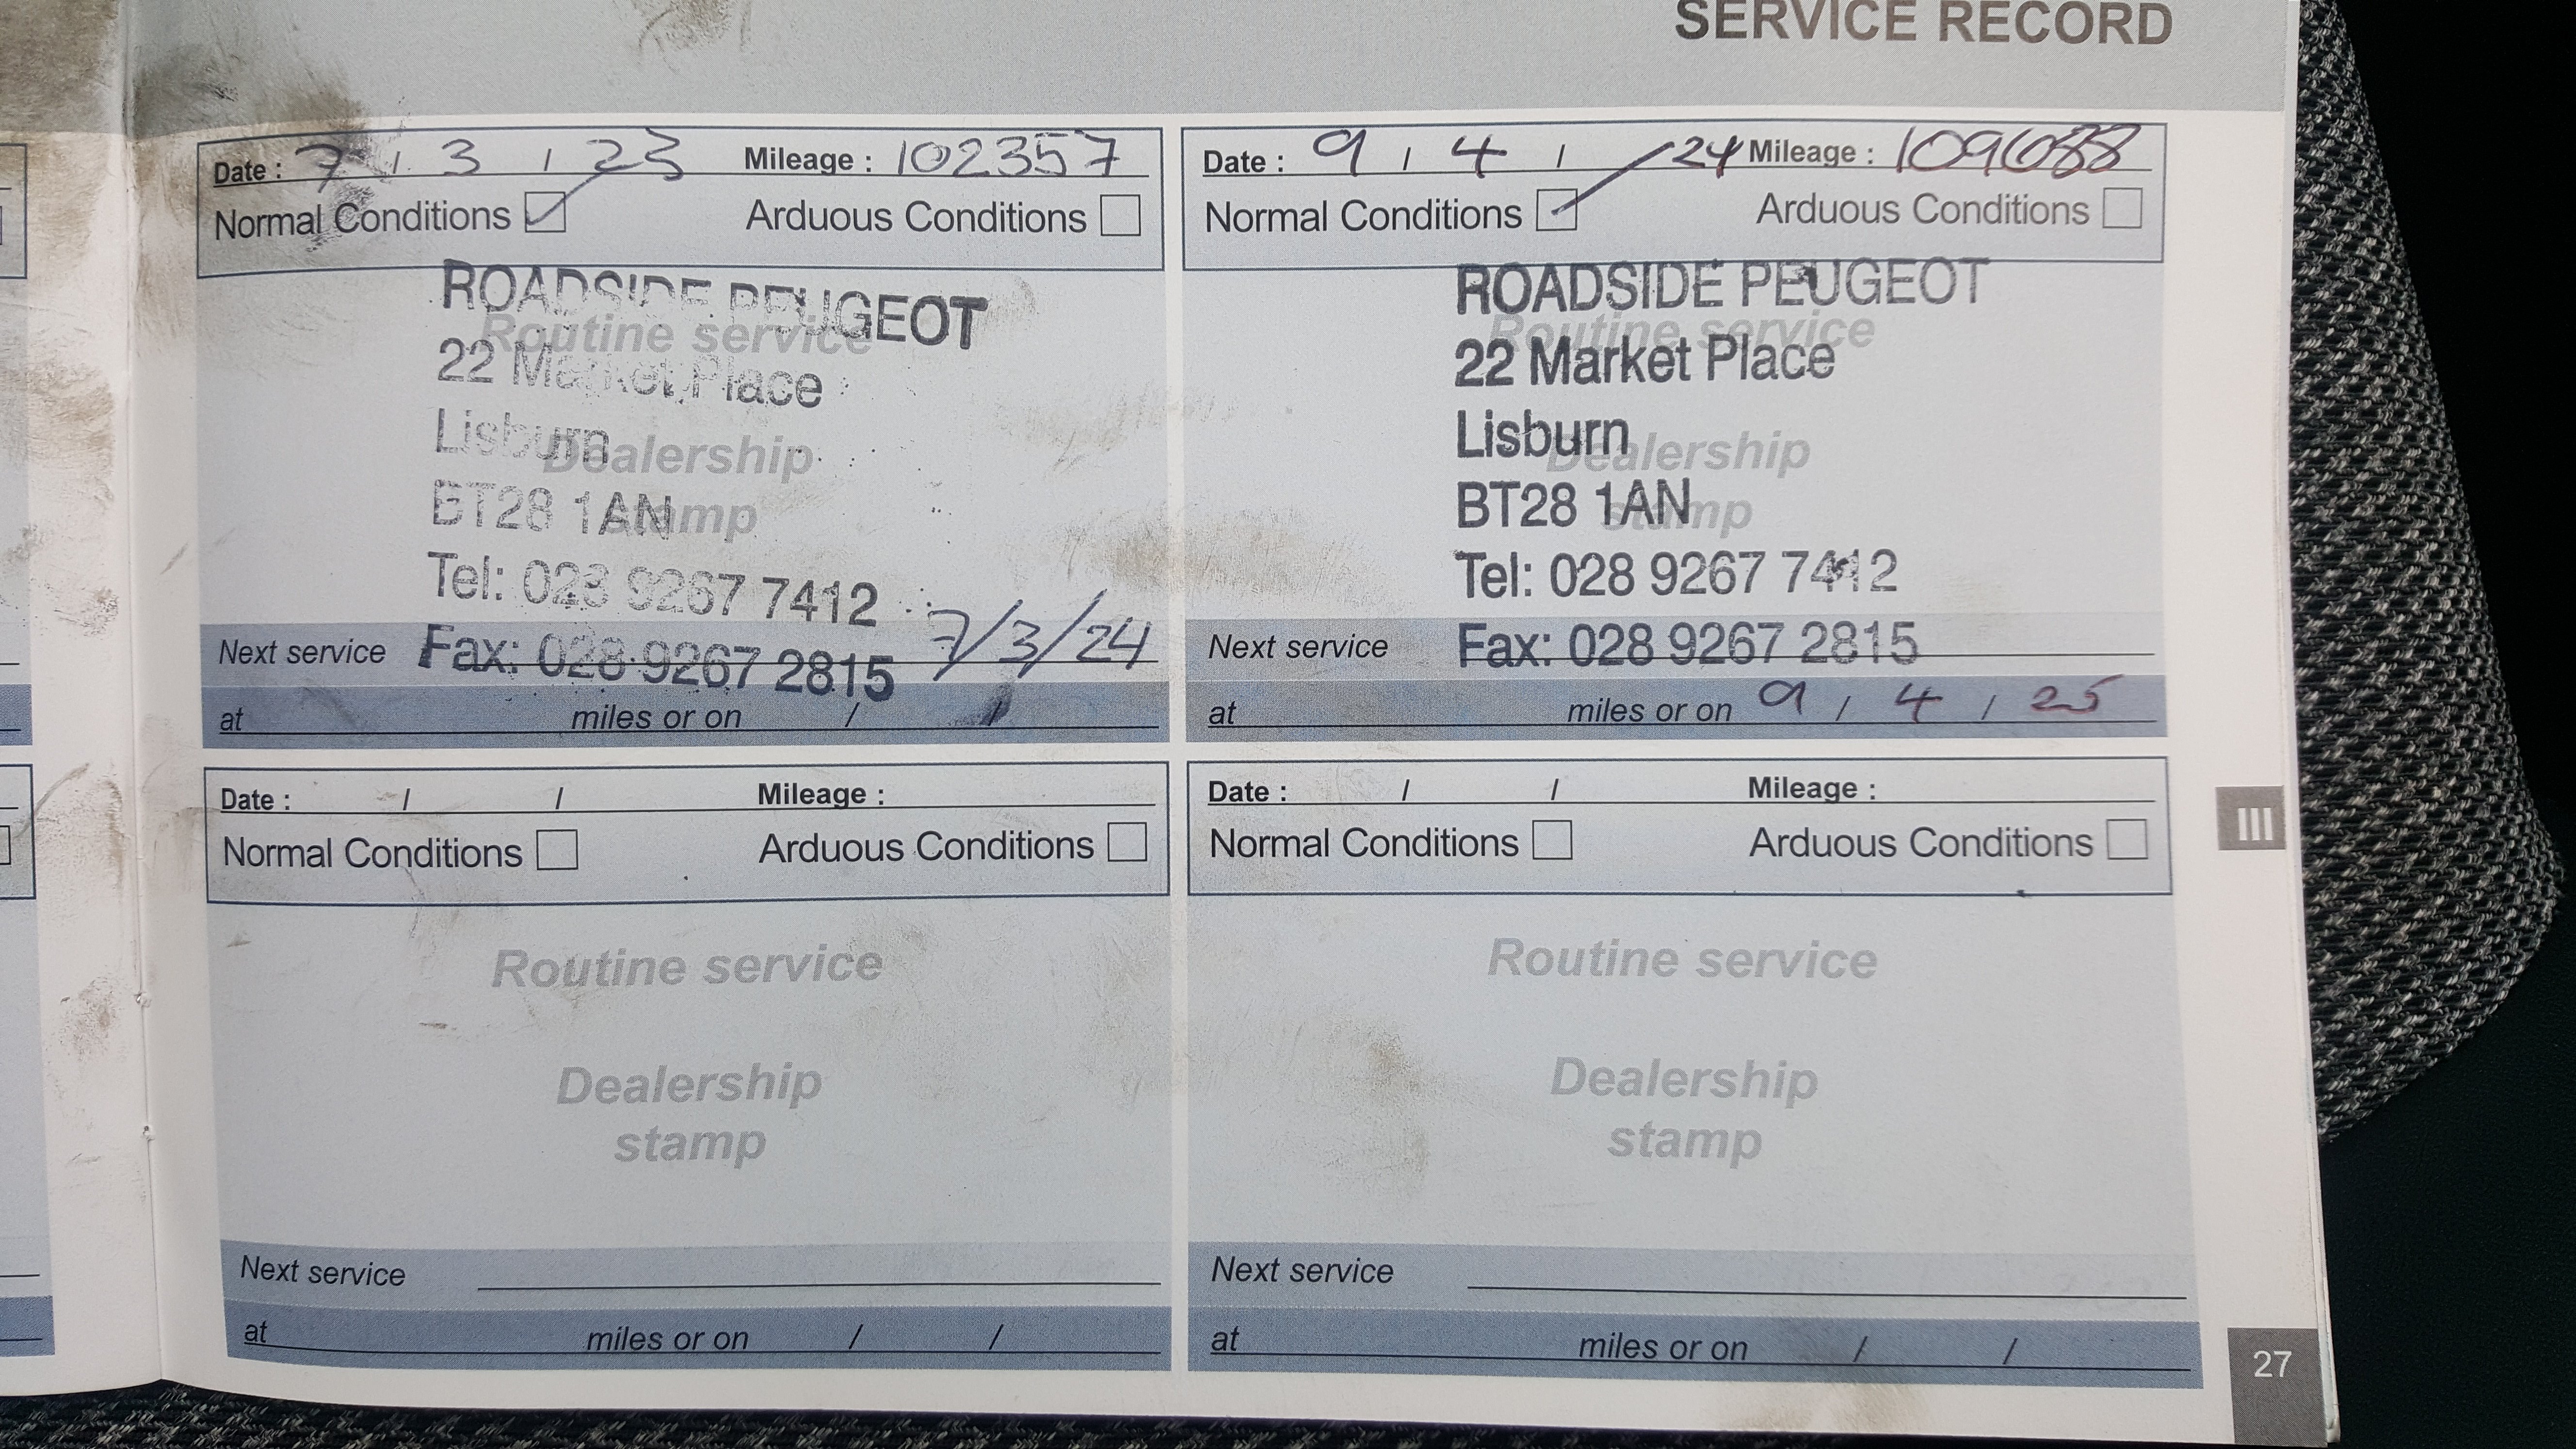 SERVICE RECORD
Date : 7 / 3 / 23 Mileage : 102357
Normal Conditions Arduous Conditions
ROADSIDE PEUGEOT
Routine service
22 Market Place
Lisburn
Dealership
BT28 1AN
stamp
Tel: 028 9267 7412
Next service Fax: 028 9267 2815 7/3/24
at miles or on / /
Date : 9 / 4 / 24 Mileage : 109688
Normal Conditions Arduous Conditions
ROADSIDE PEUGEOT
Routine service
22 Market Place
Lisburn
Dealership
BT28 1AN
stamp
Tel: 028 9267 7412
Next service Fax: 028 9267 2815
at miles or on 9 / 4 / 25
Date : / / Mileage :
Normal Conditions Arduous Conditions
Routine service
Dealership
stamp
Next service
at miles or on / /
Date : / / Mileage :
Normal Conditions Arduous Conditions
Routine service
Dealership
stamp
Next service
at miles or on / /
III
27